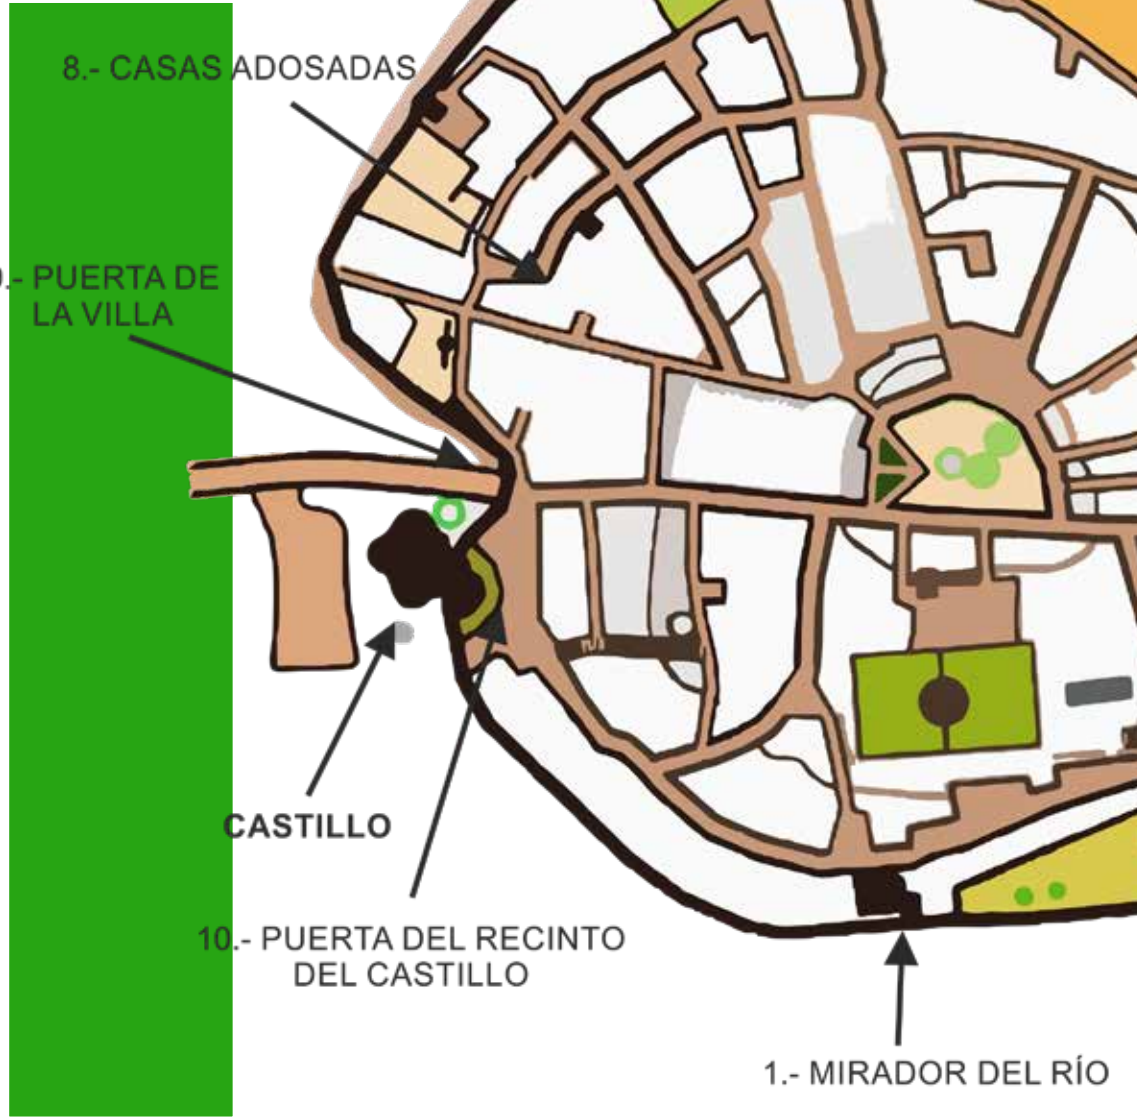 8.- CASAS ADOSADAS
.- PUERTA DE
LA VILLA
CASTILLO
10.- PUERTA DEL RECINTO
DEL CASTILLO
1.- MIRADOR DEL RÍO